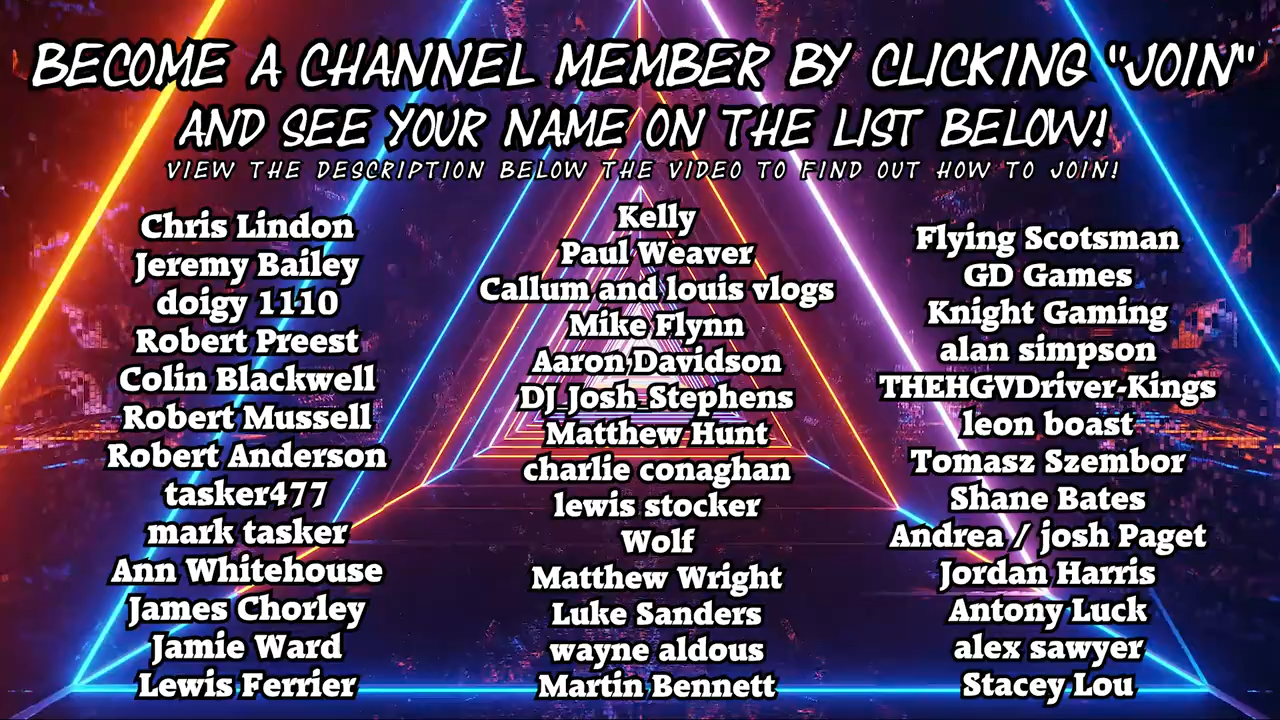 BECOME A CHANNEL MEMBER BY CLICKING "JOIN"
AND SEE YOUR NAME ON THE LIST BELOW!
VIEW THE DESCRIPTION BELOW THE VIDEO TO FIND OUT HOW TO JOIN!
Chris Lindon
Jeremy Bailey
doigy 1110
Robert Preest
Colin Blackwell
Robert Mussell
Robert Anderson
tasker477
mark tasker
Ann Whitehouse
James Chorley
Jamie Ward
Lewis Ferrier
Kelly
Paul Weaver
Callum and louis vlogs
Mike Flynn
Aaron Davidson
DJ_Josh_Stephens
Matthew Hunt
charlie conaghan
lewis stocker
Wolf
Matthew Wright
Luke Sanders
wayne aldous
Martin Bennett
Flying Scotsman
GD Games
Knight Gaming
alan simpson
THEHGVDriver-Kings
leon boast
Tomasz Szembor
Shane Bates
Andrea / josh Paget
Jordan Harris
Antony Luck
alex sawyer
Stacey Lou